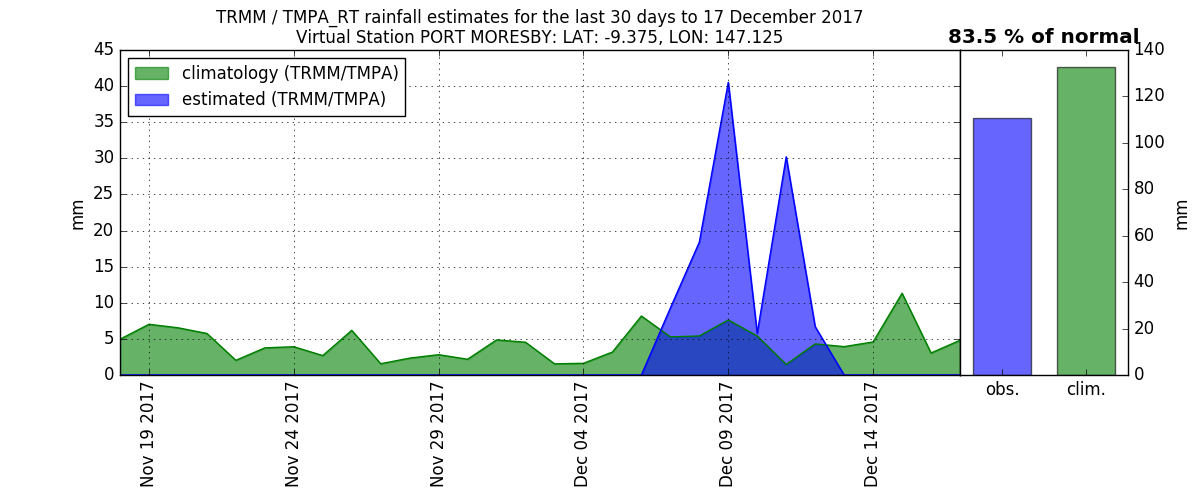 TRMM / TMPA_RT rainfall estimates for the last 30 days to 17 December 2017
Virtual Station PORT MORESBY: LAT: -9.375, LON: 147.125
83.5 % of normal
climatology (TRMM/TMPA)
estimated (TRMM/TMPA)
45
40
35
30
25
20
15
10
5
0
mm
Nov 19 2017
Nov 24 2017
Nov 29 2017
Dec 04 2017
Dec 09 2017
Dec 14 2017
140
120
100
80
60
40
20
0
mm
obs.
clim.